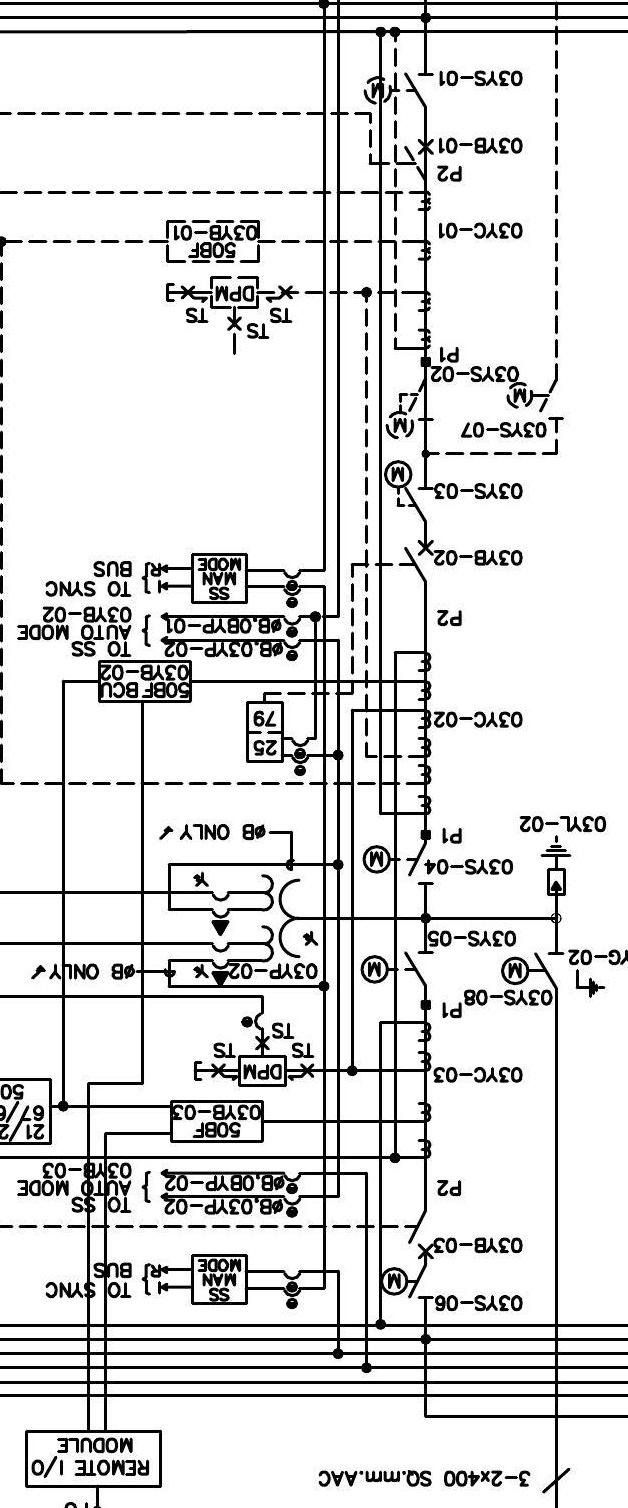 3-2x400 SQ.mm.AAC
REMOTE I/O
MODULE
03YS-06
M
SS
MAN
MODE
TO SYNC
R BUS
03YB-03
P2
ØB,03YP-02
ØB,0BYP-02
TO SS
AUTO MODE
03YB-03
50BF
03YB-03
21/2
67/6
50
03YC-03
TS
DPM
TS
TS
P1
03YS-08
M
YG-02
03YS-05
M
03YP-02
ØB ONLY
ØB ONLY
03YS-04
M
P1
03YL-02
25
79
03YC-02
50BF BCU
03YB-02
P2
ØB,03YP-02
ØB,0BYP-01
TO SS
AUTO MODE
03YB-02
SS
MAN
MODE
TO SYNC
R BUS
03YB-02
03YS-03
M
03YS-07
M
M
03YS-02
P1
TS
TS
DPM
TS
50BF
03YB-01
03YC-01
P2
03YB-01
M
03YS-01